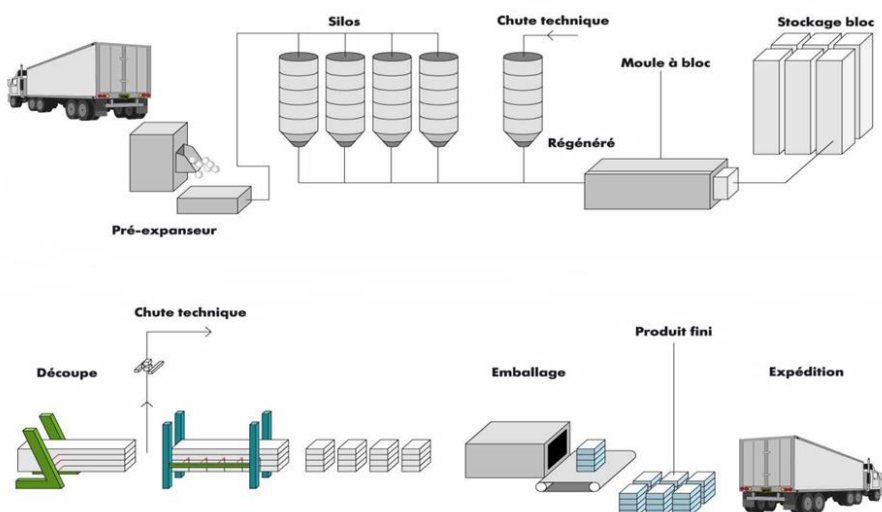 Silos
Chute technique
Stockage bloc
Moule à bloc
Régénéré
Pré-expanseur
Chute technique
Produit fini
Découpe
Emballage
Expédition